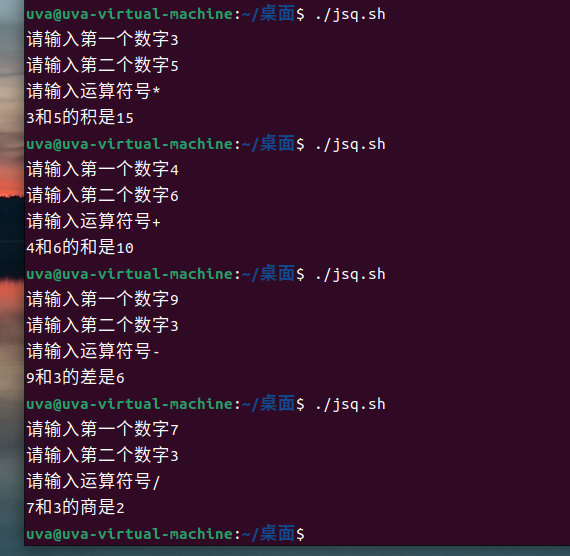 uva@uva-virtual-machine:~/桌面$ ./jsq.sh
请输入第一个数字3
请输入第二个数字5
请输入运算符号*
3和5的积是15
uva@uva-virtual-machine:~/桌面$ ./jsq.sh
请输入第一个数字4
请输入第二个数字6
请输入运算符号+
4和6的和是10
uva@uva-virtual-machine:~/桌面$ ./jsq.sh
请输入第一个数字9
请输入第二个数字3
请输入运算符号-
9和3的差是6
uva@uva-virtual-machine:~/桌面$ ./jsq.sh
请输入第一个数字7
请输入第二个数字3
请输入运算符号/
7和3的商是2
uva@uva-virtual-machine:~/桌面$